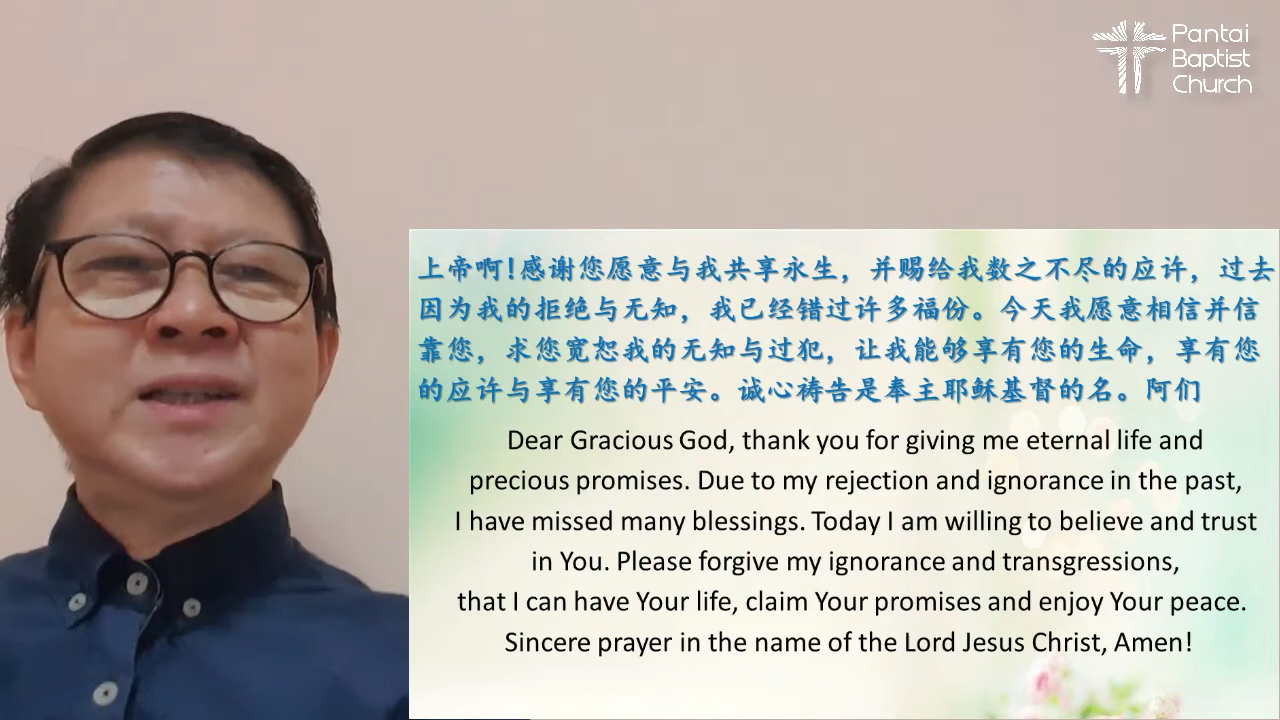 Pantai
Baptist
Church
上帝啊!感谢您愿意与我共享永生，并赐给我数之不尽的应许，过去
因为我的拒绝与无知，我已经错过许多福份。今天我愿意相信并信
靠您，求您宽恕我的无知与过犯，让我能够享有您的生命，享有您
的应许与享有您的平安。诚心祷告是奉主耶稣基督的名。阿们
Dear Gracious God, thank you for giving me eternal life and
precious promises. Due to my rejection and ignorance in the past,
I have missed many blessings. Today I am willing to believe and trust
in You. Please forgive my ignorance and transgressions,
that I can have Your life, claim Your promises and enjoy Your peace.
Sincere prayer in the name of the Lord Jesus Christ, Amen!